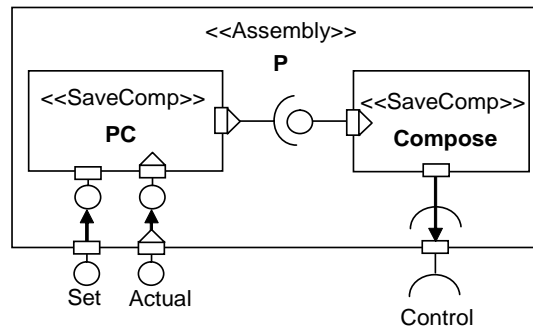 <<Assembly>>
P
<<SaveComp>>
PC
<<SaveComp>>
Compose
Set
Actual
Control